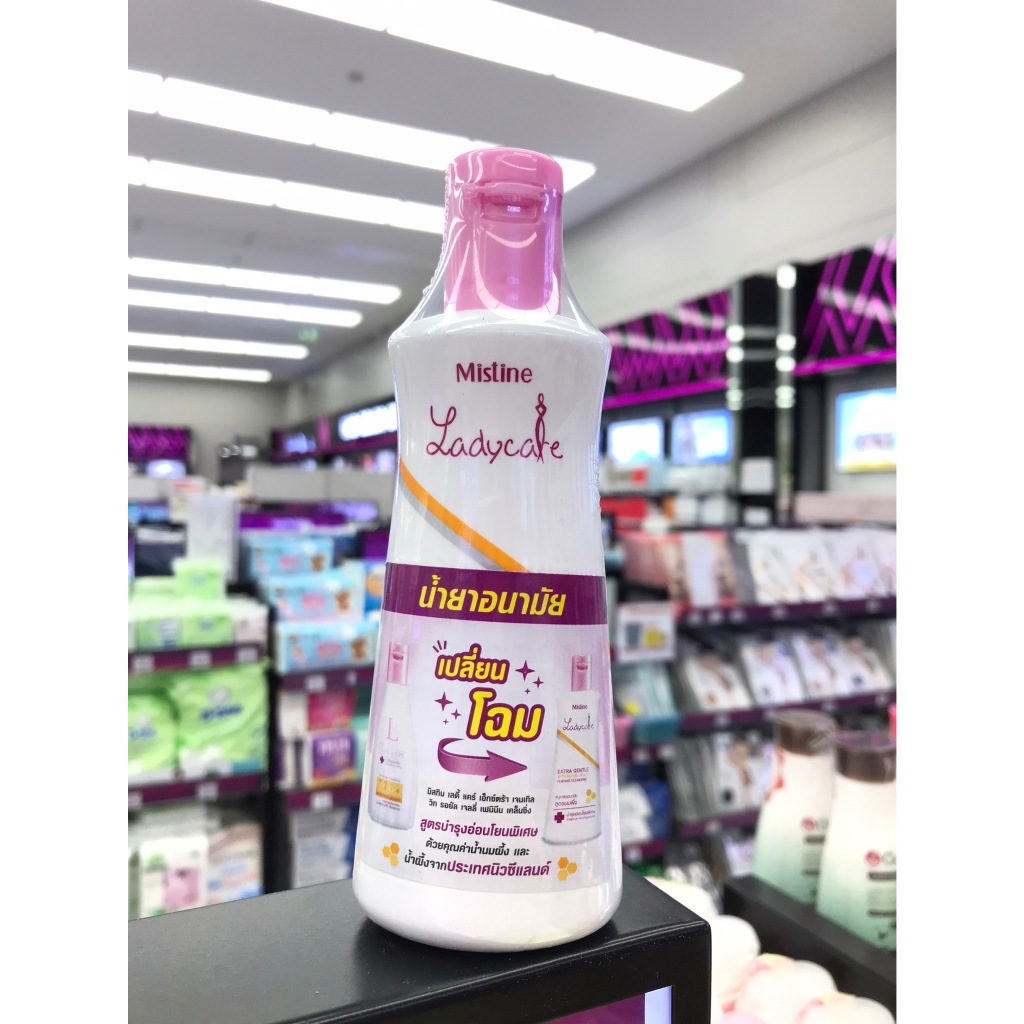 Mistine
Ladycare
น้ำยาอนามัย
เปลี่ยน
โฉม
Mistine
Ladycare
EXTRA GENTLE
มิสทิน เลดี้ แคร์ เอ็กซ์ตร้า เจนเทิล
วิท รอยัล เจลลี่ เฟมินีน คลีนซิ่ง
สูตรบำรุงอ่อนโยนพิเศษ
ด้วยคุณค่าน้ำนมผึ้ง และ
น้ำผึ้งจากประเทศนิวซีแลนด์